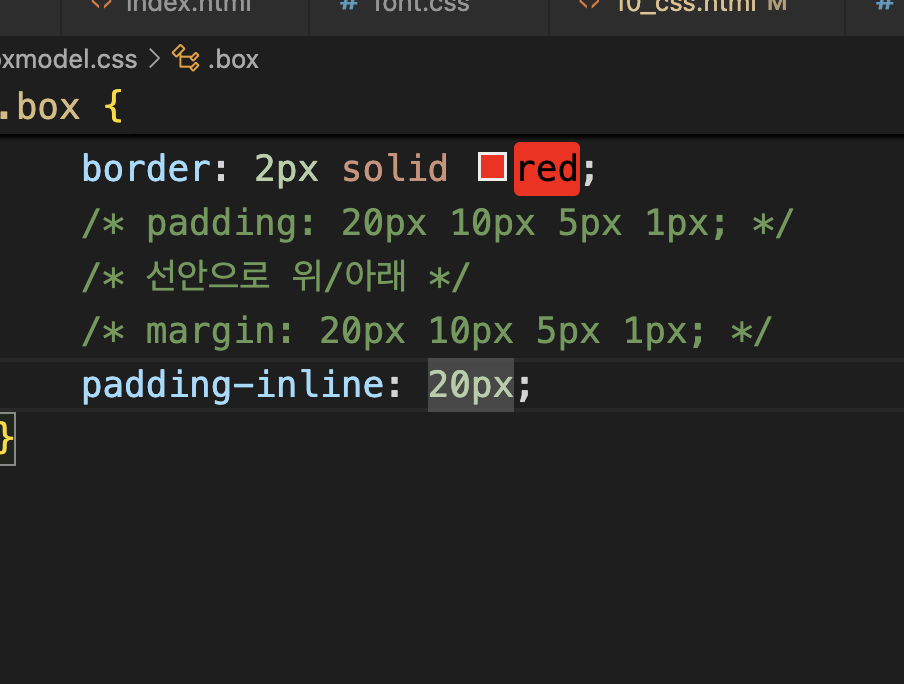 index.html # font.css 10_css.html M #
oxmodel.css > .box
.box {
border: 2px solid red;
/* padding: 20px 10px 5px 1px; */
/* 선안으로 위/아래 */
/* margin: 20px 10px 5px 1px; */
padding-inline: 20px;
}